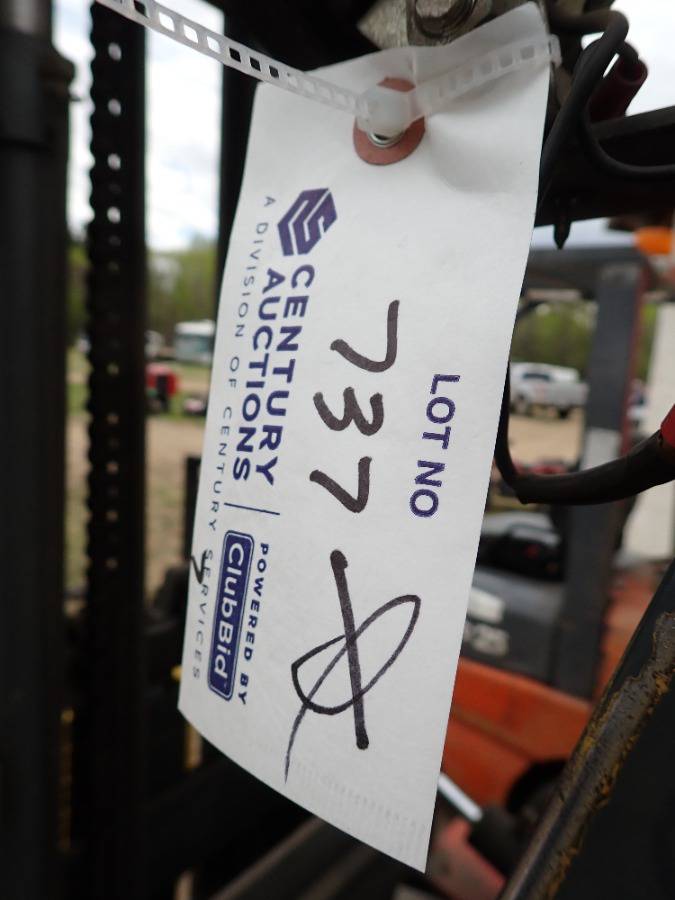 LOT NO
737
CENTURY
AUCTIONS
A DIVISION OF CENTURY SERVICES
POWERED BY
ClubBid